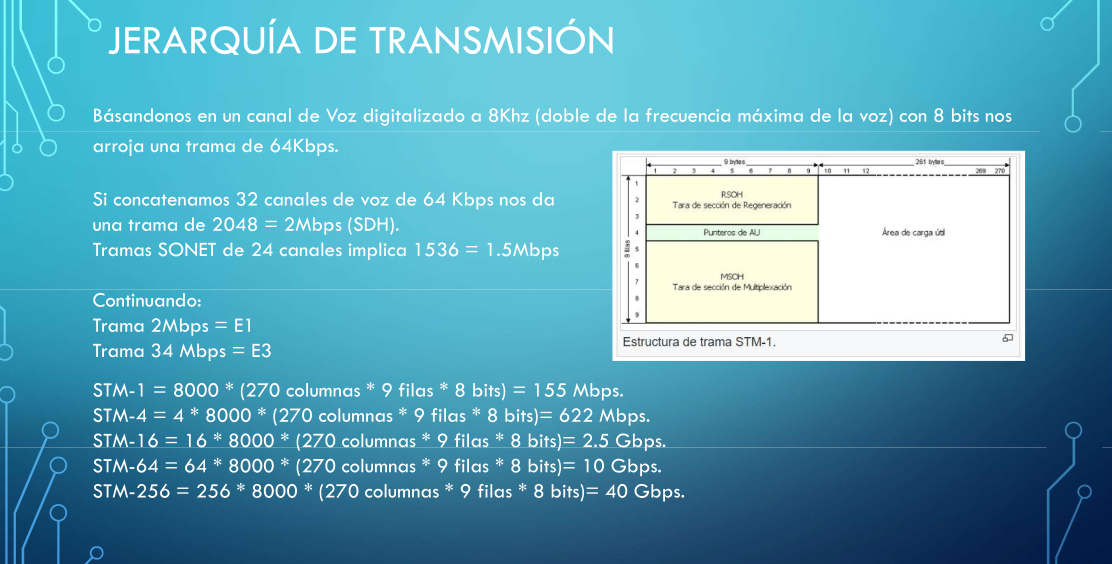 JERARQUÍA DE TRANSMISIÓN
Básandonos en un canal de Voz digitalizado a 8Khz (doble de la frecuencia máxima de la voz) con 8 bits nos
arroja una trama de 64Kbps.
Si concatenamos 32 canales de voz de 64 Kbps nos da
una trama de 2048 = 2Mbps (SDH).
Tramas SONET de 24 canales implica 1536 = 1.5Mbps
Continuando:
Trama 2Mbps = E1
Trama 34 Mbps = E3
9 bytes 261 bytes
1 2 3 4 5 6 7 8 9 10 11 12 269 270
9 filas
1
2
3
4
5
6
7
8
9
RSOH
Tara de sección de Regeneración
Punteros de AU
Área de carga útil
MSOH
Tara de sección de Multiplexación
Estructura de trama STM-1.
STM-1 = 8000 * (270 columnas * 9 filas * 8 bits) = 155 Mbps.
STM-4 = 4 * 8000 * (270 columnas * 9 filas * 8 bits)= 622 Mbps.
STM-16 = 16 * 8000 * (270 columnas * 9 filas * 8 bits)= 2.5 Gbps.
STM-64 = 64 * 8000 * (270 columnas * 9 filas * 8 bits)= 10 Gbps.
STM-256 = 256 * 8000 * (270 columnas * 9 filas * 8 bits)= 40 Gbps.